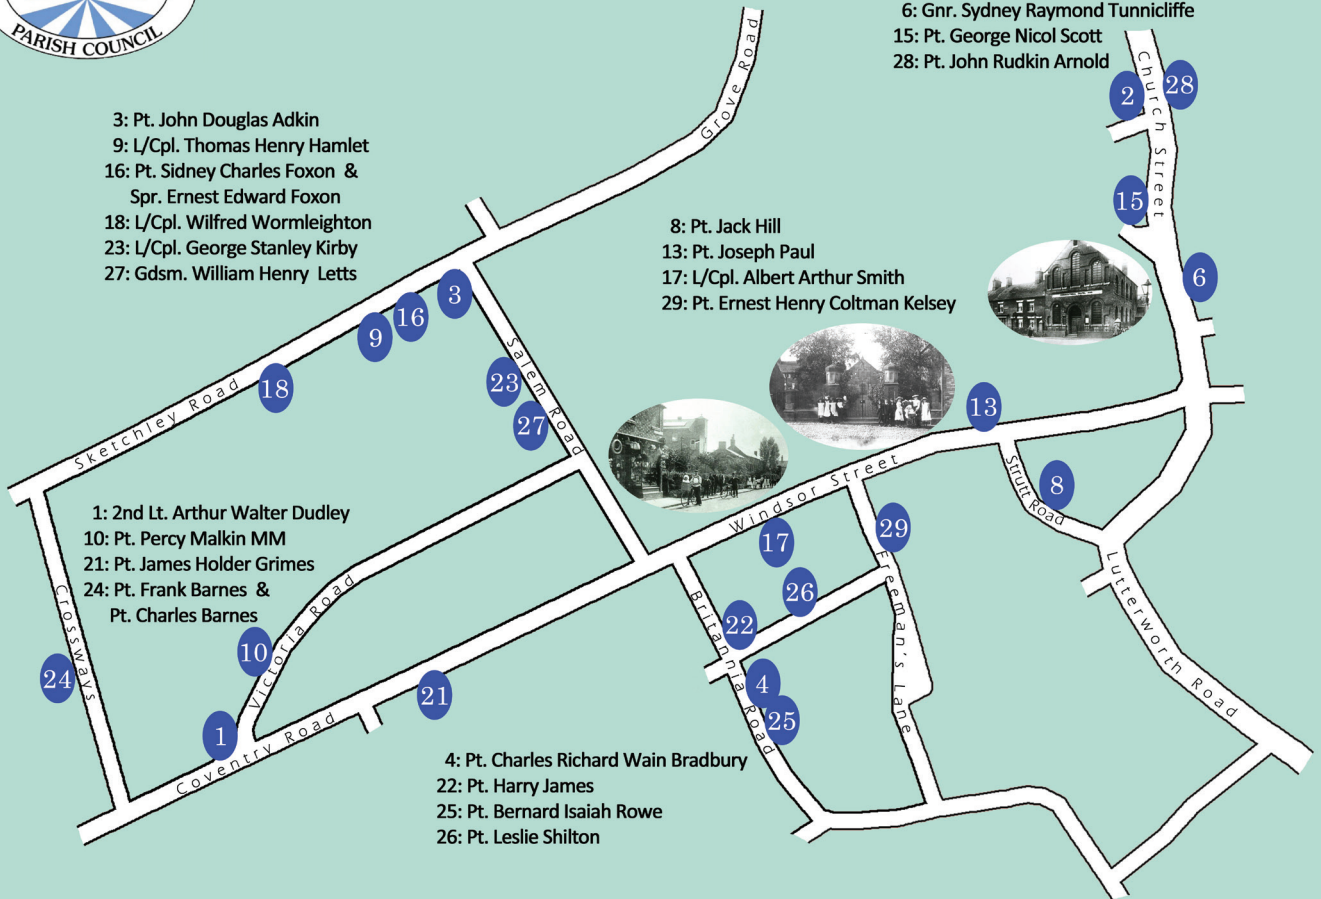 PARISH COUNCIL
6: Gnr. Sydney Raymond Tunnicliffe
15: Pt. George Nicol Scott
28: Pt. John Rudkin Arnold
3: Pt. John Douglas Adkin
9: L/Cpl. Thomas Henry Hamlet
16: Pt. Sidney Charles Foxon &
Spr. Ernest Edward Foxon
18: L/Cpl. Wilfred Wormleighton
23: L/Cpl. George Stanley Kirby
27: Gdsm. William Henry Letts
8: Pt. Jack Hill
13: Pt. Joseph Paul
17: L/Cpl. Albert Arthur Smith
29: Pt. Ernest Henry Coltman Kelsey
1: 2nd Lt. Arthur Walter Dudley
10: Pt. Percy Malkin MM
21: Pt. James Holder Grimes
24: Pt. Frank Barnes &
Pt. Charles Barnes
4: Pt. Charles Richard Wain Bradbury
22: Pt. Harry James
25: Pt. Bernard Isaiah Rowe
26: Pt. Leslie Shilton
Grove Road
Church Street
2
28
15
6
3
16
9
18
Sketchley Road
Salem Road
23
27
13
Windsor Street
Strutt Road
8
17
29
26
22
Freeman's Lane
Britannia Road
4
25
Lutterworth Road
Crossways
24
Victoria Road
10
1
21
Coventry Road